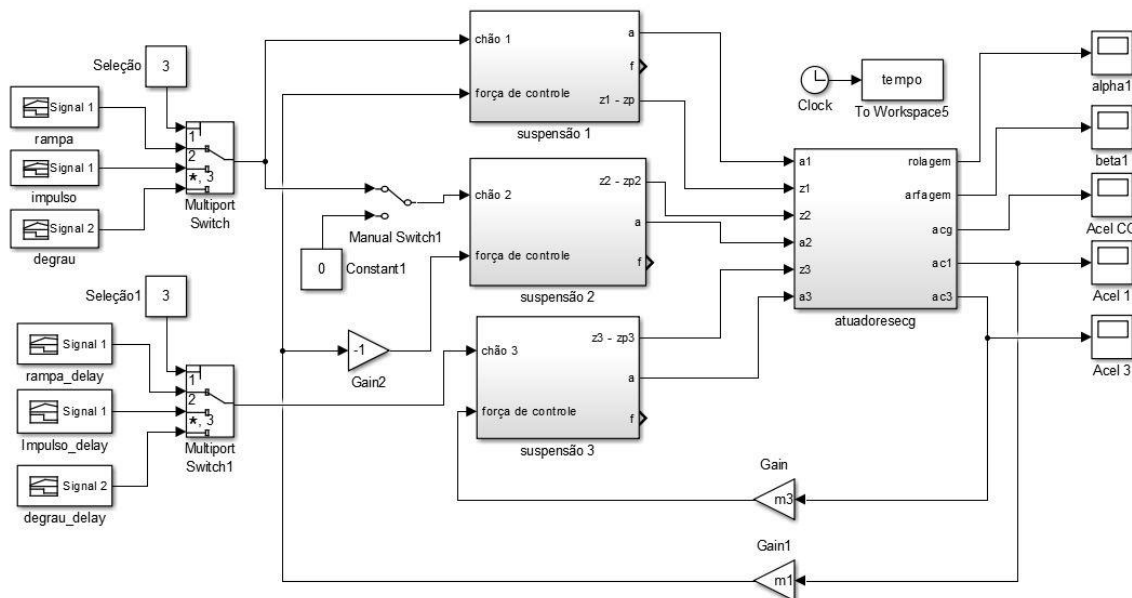 Seleção
3
Signal 1
rampa
Signal 1
impulso
Signal 2
degrau
1
2
*, 3
Multiport
Switch
Seleção1
3
Signal 1
rampa_delay
Signal 1
Impulso_delay
Signal 2
degrau_delay
1
2
*, 3
Multiport
Switch1
Manual Switch1
0
Constant1
-1
Gain2
chão 1
força de controle
a
f
z1 - zp
suspensão 1
chão 2
força de controle
z2 - zp2
a
f
suspensão 2
chão 3
força de controle
z3 - zp3
a
f
suspensão 3
Clock
tempo
To Workspace5
a1
z1
z2
a2
z3
a3
rolagem
arfagem
acg
ac1
ac3
atuadoresecg
alpha1
beta1
Acel 1
Acel 3
Gain
m3
Gain1
m1